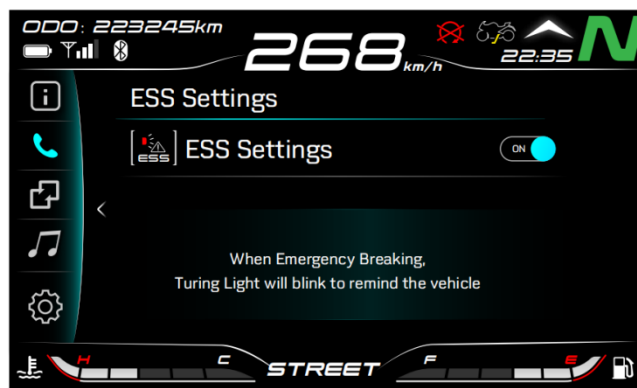 ODO: 223245km
268 km/h
22:35 N
ESS Settings
ESS ESS Settings ON
When Emergency Breaking,
Turing Light will blink to remind the vehicle
H C STREET F E